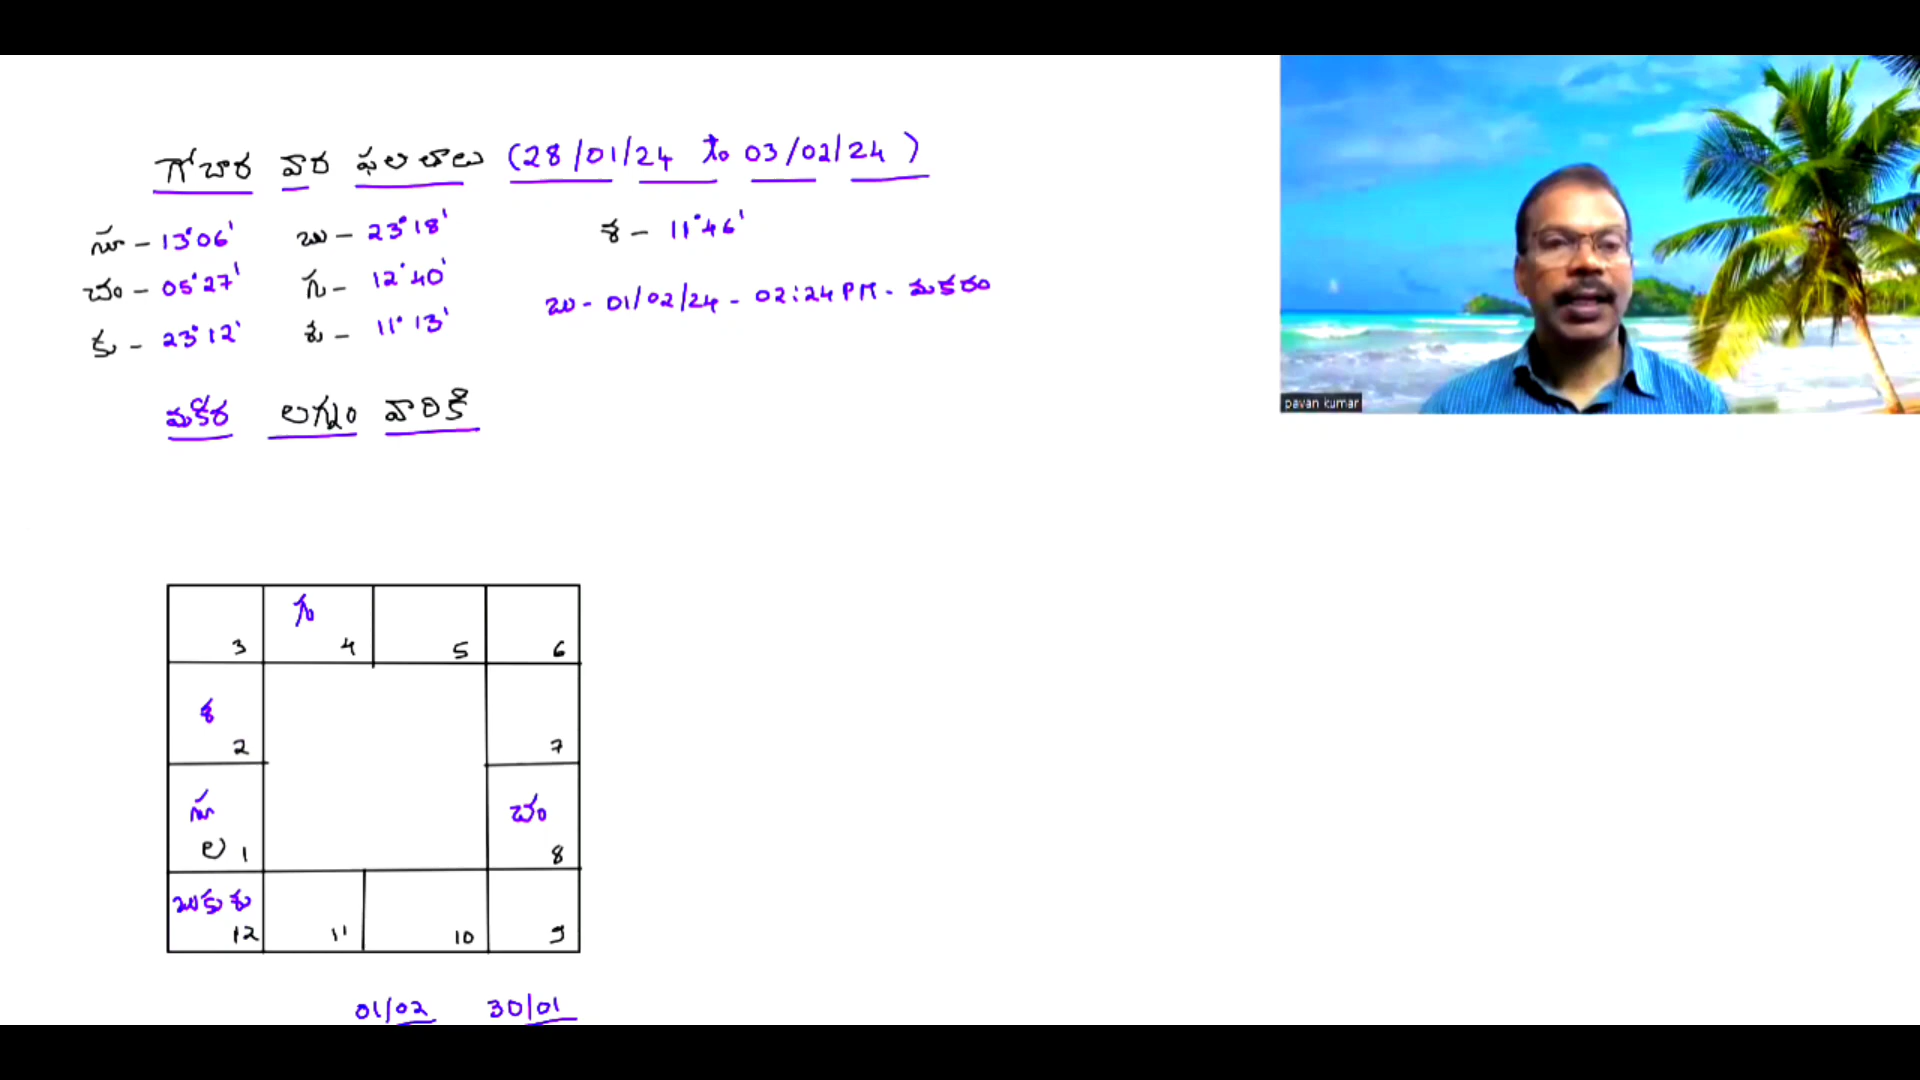 గోచార వార ఫలితాలు (28/01/24 To 03/02/24)
సూ - 13°06' బు - 23°18' శ - 11°46'
చం - 05°27' గు - 12°40'
బు - 01/02/24 - 02:24 PM - మకరం
కు - 23°12' శు - 11°13'
మకర లగ్నం వారికి
pavan kumar
3 గు 4 5 6
శ 2 7
సూ ల 1 చం 8
బు కు శు 12 11 10 9
01/02 30/01